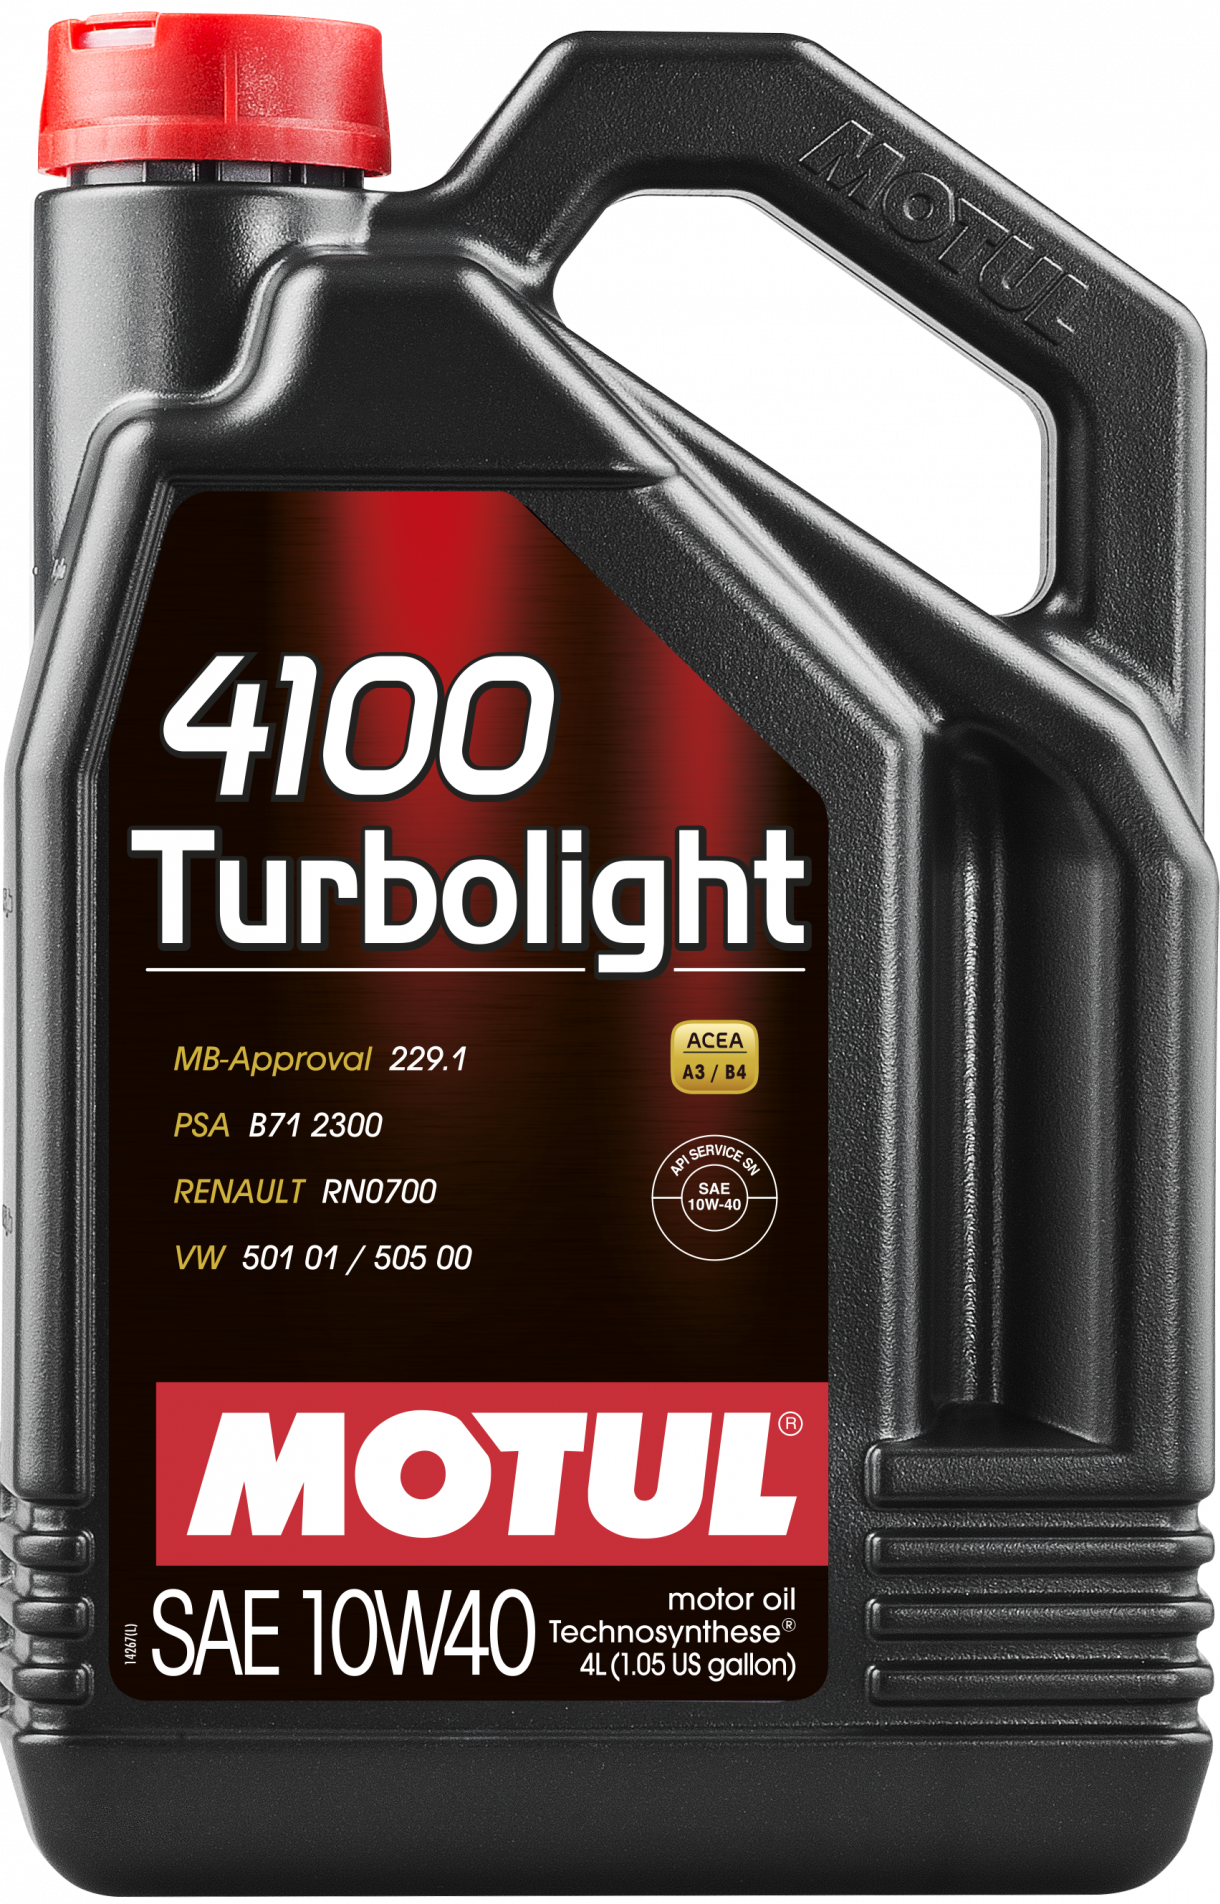 MOTUL
4100
Turbolight
MB-Approval 229.1
PSA B71 2300
RENAULT RN0700
VW 501 01 / 505 00
ACEA
A3 / B4
API SERVICE SN
SAE
10W-40
MOTUL®
SAE 10W40
motor oil
Technosynthese®
4L (1.05 US gallon)
14267(L)